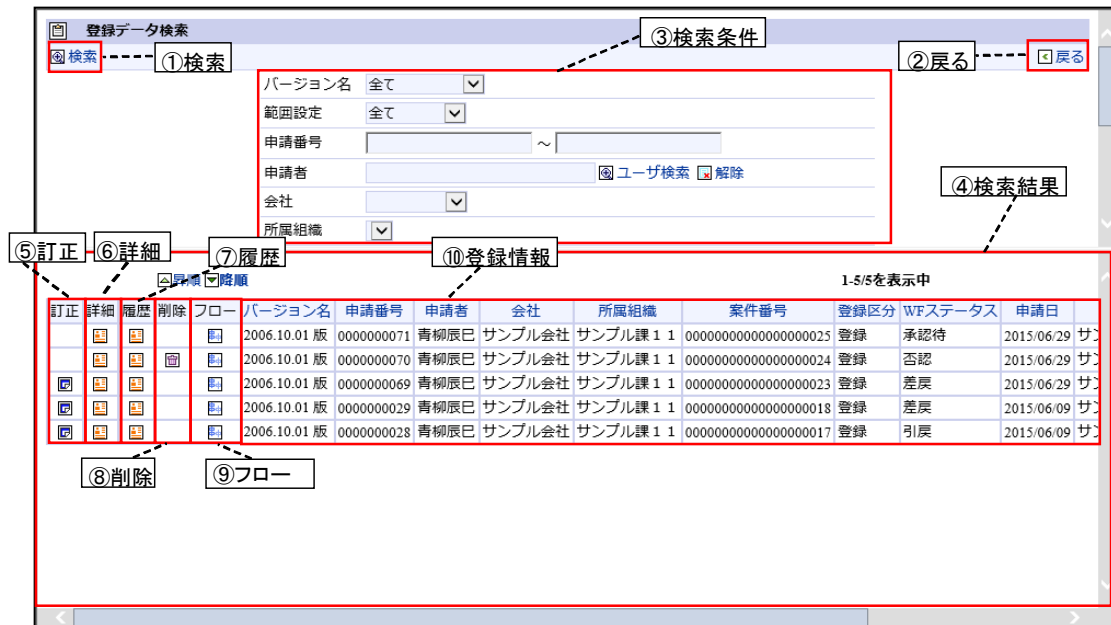 登録データ検索
検索
①検索
③検索条件
②戻る
戻る
バージョン名 全て
範囲設定 全て
申請番号 ～
申請者 ユーザ検索 解除
会社
所属組織
④検索結果
⑤訂正 ⑥詳細 ⑦履歴 ⑩登録情報
昇順 降順 1-5/5を表示中
訂正 詳細 履歴 削除 フロー バージョン名 申請番号 申請者 会社 所属組織 案件番号 登録区分 WFステータス 申請日
2006.10.01 版 0000000071 青柳辰巳 サンプル会社 サンプル課１１ 00000000000000000025 登録 承認待 2015/06/29 サン
2006.10.01 版 0000000070 青柳辰巳 サンプル会社 サンプル課１１ 00000000000000000024 登録 否認 2015/06/29 サン
2006.10.01 版 0000000069 青柳辰巳 サンプル会社 サンプル課１１ 00000000000000000023 登録 差戻 2015/06/29 サン
2006.10.01 版 0000000029 青柳辰巳 サンプル会社 サンプル課１１ 00000000000000000018 登録 差戻 2015/06/09 サン
2006.10.01 版 0000000028 青柳辰巳 サンプル会社 サンプル課１１ 00000000000000000017 登録 引戻 2015/06/09 サン
⑧削除 ⑨フロー